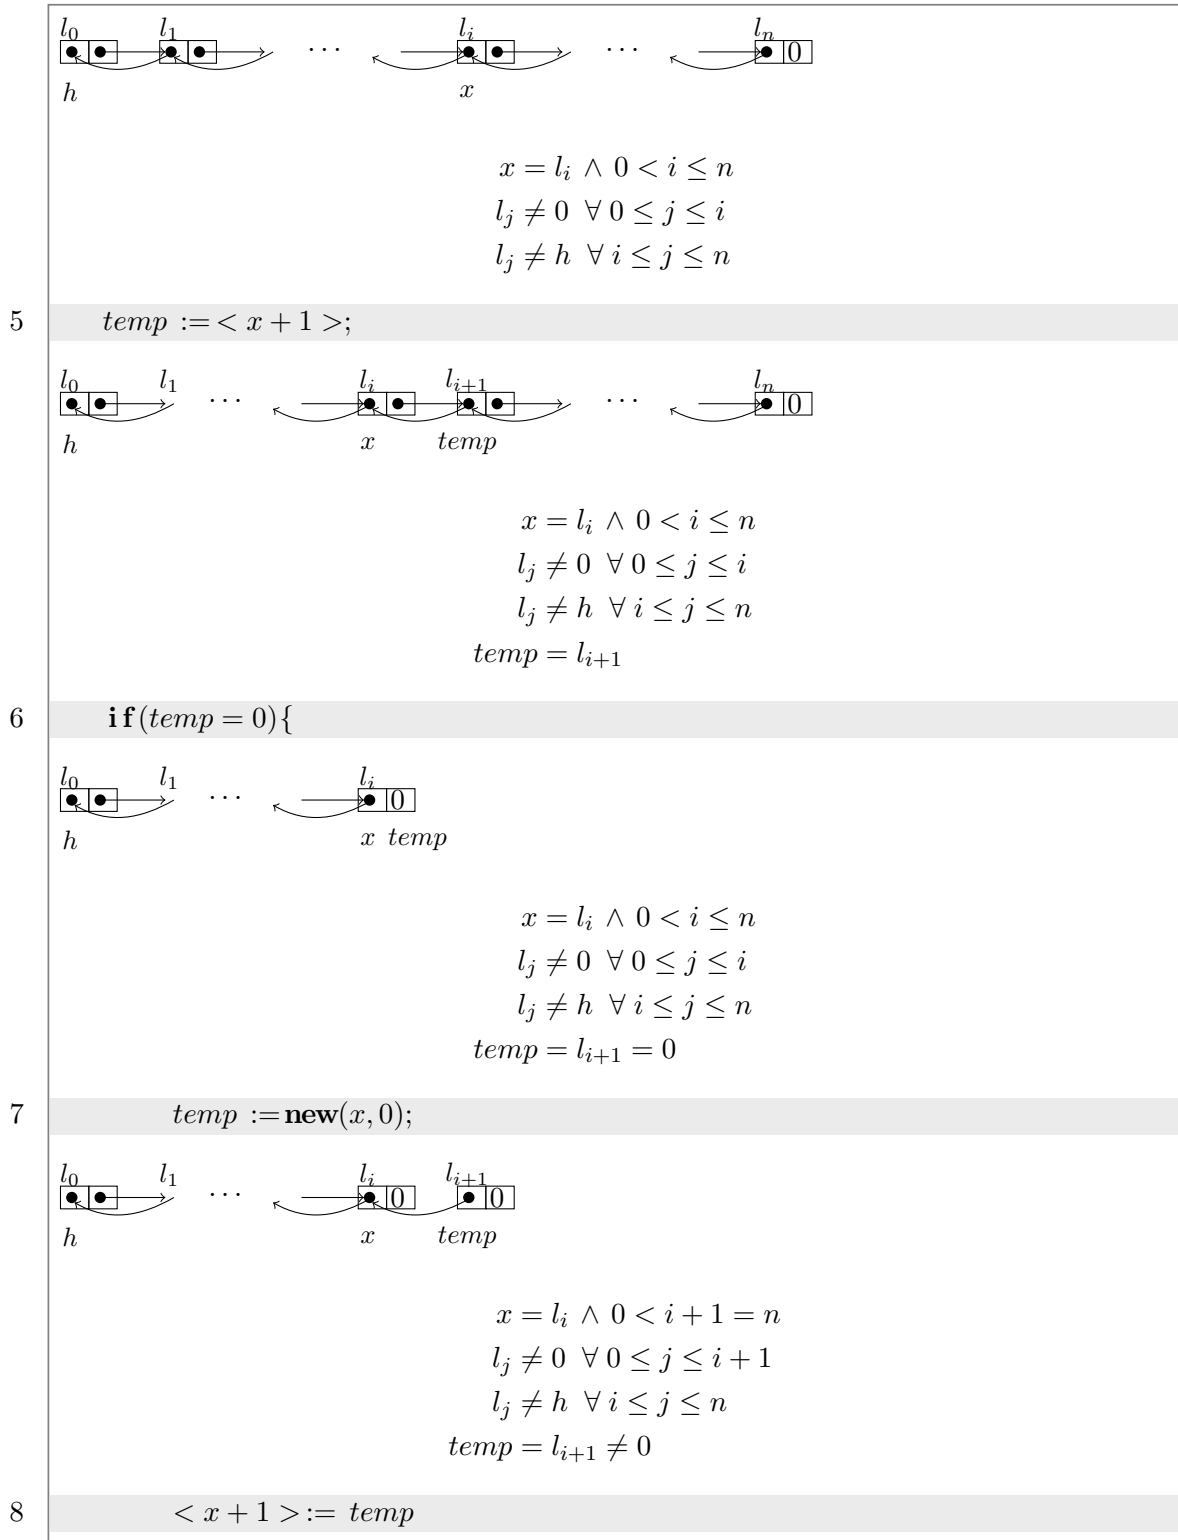 l₀ l₁ ⋯ lᵢ ⋯ lₙ
0
h x
x = lᵢ ∧ 0 < i ≤ n
lⱼ ≠ 0 ∀ 0 ≤ j ≤ i
lⱼ ≠ h ∀ i ≤ j ≤ n
5 temp := < x + 1 >;
l₀ l₁ ⋯ lᵢ lᵢ₊₁ ⋯ lₙ
0
h x temp
x = lᵢ ∧ 0 < i ≤ n
lⱼ ≠ 0 ∀ 0 ≤ j ≤ i
lⱼ ≠ h ∀ i ≤ j ≤ n
temp = lᵢ₊₁
6 if(temp = 0){
l₀ l₁ ⋯ lᵢ
0
h x temp
x = lᵢ ∧ 0 < i ≤ n
lⱼ ≠ 0 ∀ 0 ≤ j ≤ i
lⱼ ≠ h ∀ i ≤ j ≤ n
temp = lᵢ₊₁ = 0
7 temp := new(x, 0);
l₀ l₁ ⋯ lᵢ lᵢ₊₁
0 0
h x temp
x = lᵢ ∧ 0 < i + 1 = n
lⱼ ≠ 0 ∀ 0 ≤ j ≤ i + 1
lⱼ ≠ h ∀ i ≤ j ≤ n
temp = lᵢ₊₁ ≠ 0
8 < x + 1 > := temp